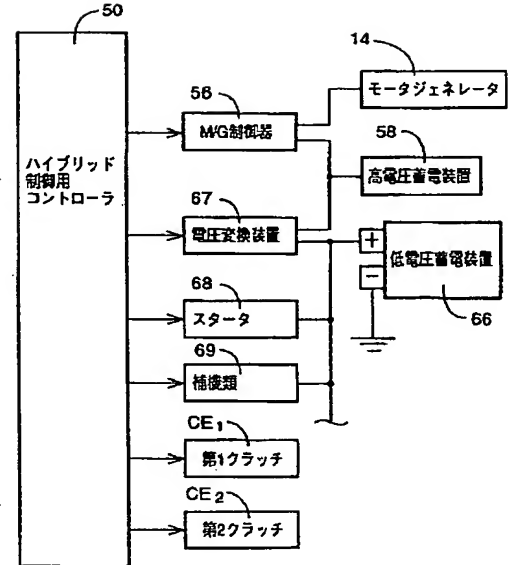 50
ハイブリッド
制御用
コントローラ
56
M/G制御器
14
モータジェネレータ
58
高電圧蓄電装置
67
電圧変換装置
+
−
低電圧蓄電装置
66
68
スタータ
69
補機類
CE1
第1クラッチ
CE2
第2クラッチ